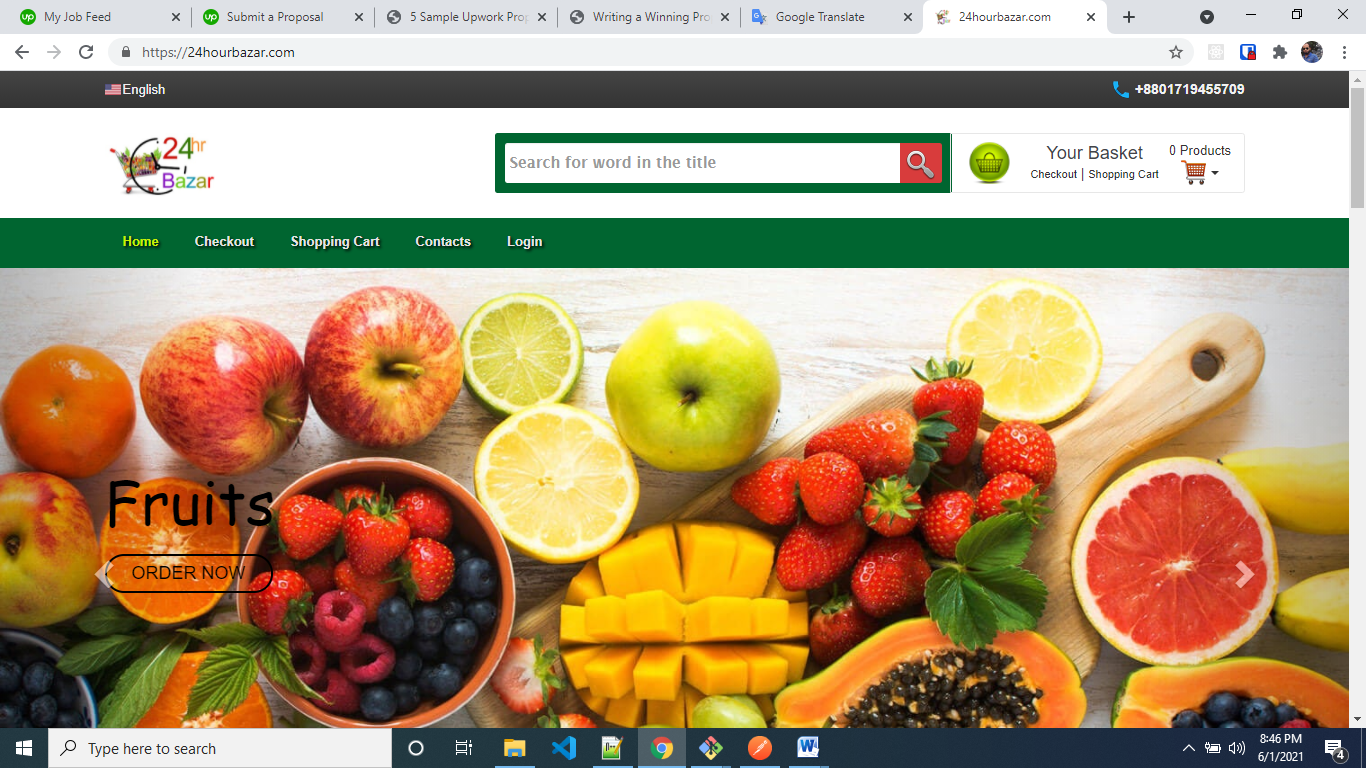 My Job Feed
Submit a Proposal
5 Sample Upwork Prop
Writing a Winning Pro
Google Translate
24hourbazar.com
https://24hourbazar.com
English
+8801719455709
24hr
Bazar
Search for word in the title
Your Basket
0 Products
Checkout | Shopping Cart
Home
Checkout
Shopping Cart
Contacts
Login
Fruits
ORDER NOW
Type here to search
8:46 PM
6/1/2021
4